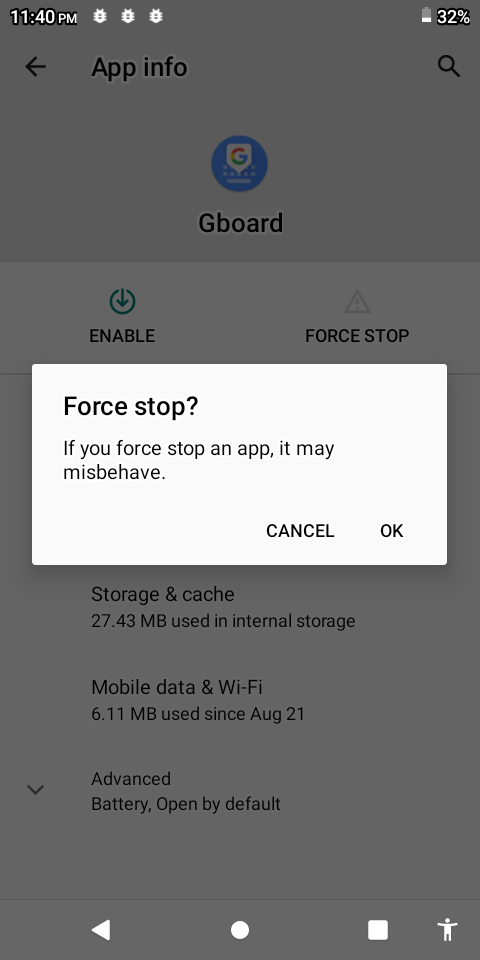 11:40 PM 32%
App info
Gboard
ENABLE FORCE STOP
Force stop?
If you force stop an app, it may
misbehave.
CANCEL OK
Storage & cache
27.43 MB used in internal storage
Mobile data & Wi-Fi
6.11 MB used since Aug 21
Advanced
Battery, Open by default